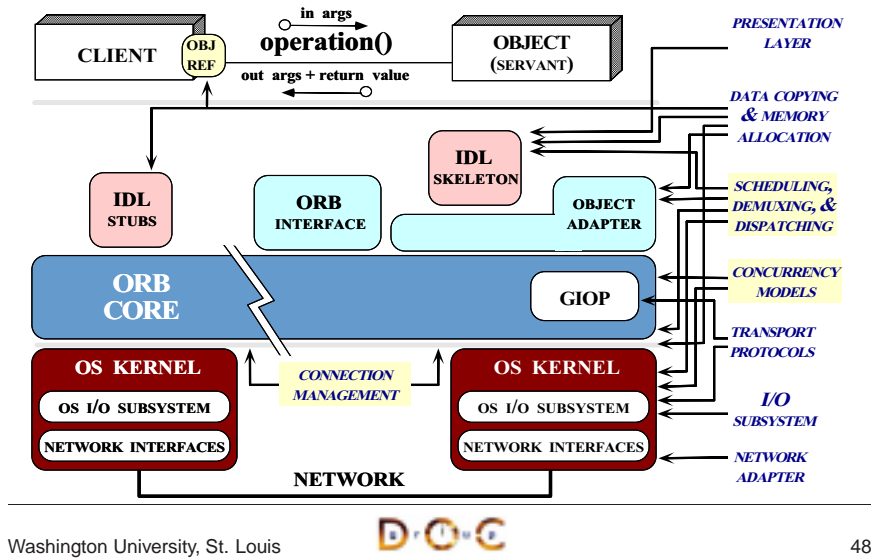 in args
operation()
CLIENT
OBJ
REF
OBJECT
(SERVANT)
out args + return value
PRESENTATION
LAYER
DATA COPYING
& MEMORY
ALLOCATION
IDL
SKELETON
IDL
STUBS
ORB
INTERFACE
OBJECT
ADAPTER
SCHEDULING,
DEMUXING, &
DISPATCHING
ORB
CORE
GIOP
CONCURRENCY
MODELS
TRANSPORT
PROTOCOLS
OS KERNEL
OS I/O SUBSYSTEM
NETWORK INTERFACES
CONNECTION
MANAGEMENT
OS KERNEL
OS I/O SUBSYSTEM
NETWORK INTERFACES
I/O
SUBSYSTEM
NETWORK
ADAPTER
NETWORK
Washington University, St. Louis
48